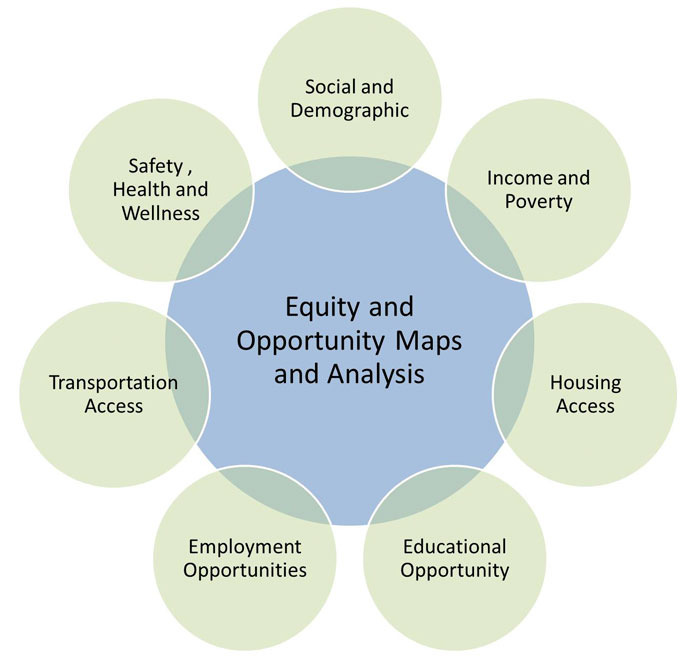 Social and
Demographic
Income and
Poverty
Housing
Access
Educational
Opportunity
Employment
Opportunities
Transportation
Access
Safety ,
Health and
Wellness
Equity and
Opportunity Maps
and Analysis